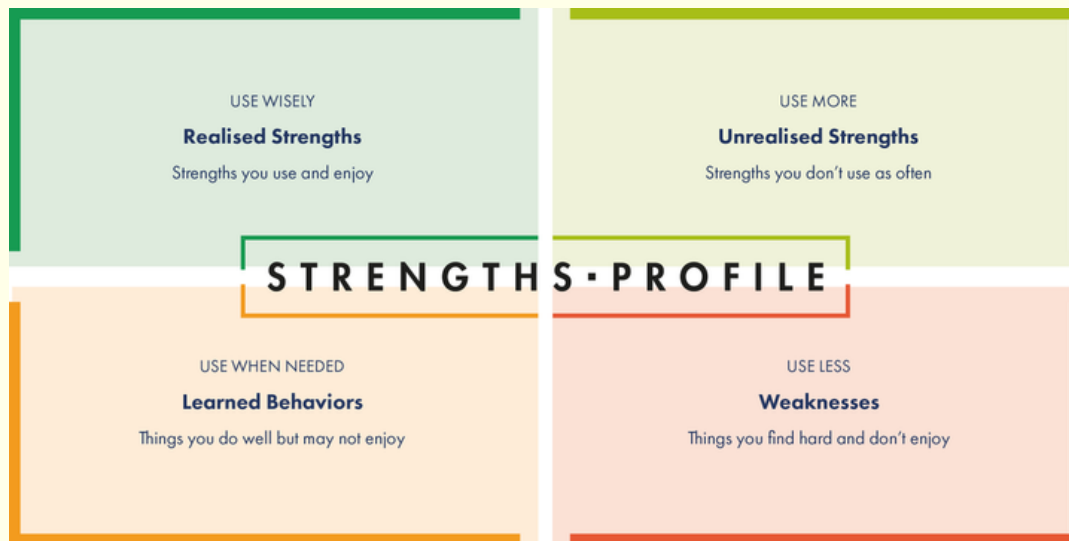 USE WISELY
Realised Strengths
Strengths you use and enjoy
USE MORE
Unrealised Strengths
Strengths you don't use as often
STRENGTHS·PROFILE
USE WHEN NEEDED
Learned Behaviors
Things you do well but may not enjoy
USE LESS
Weaknesses
Things you find hard and don't enjoy